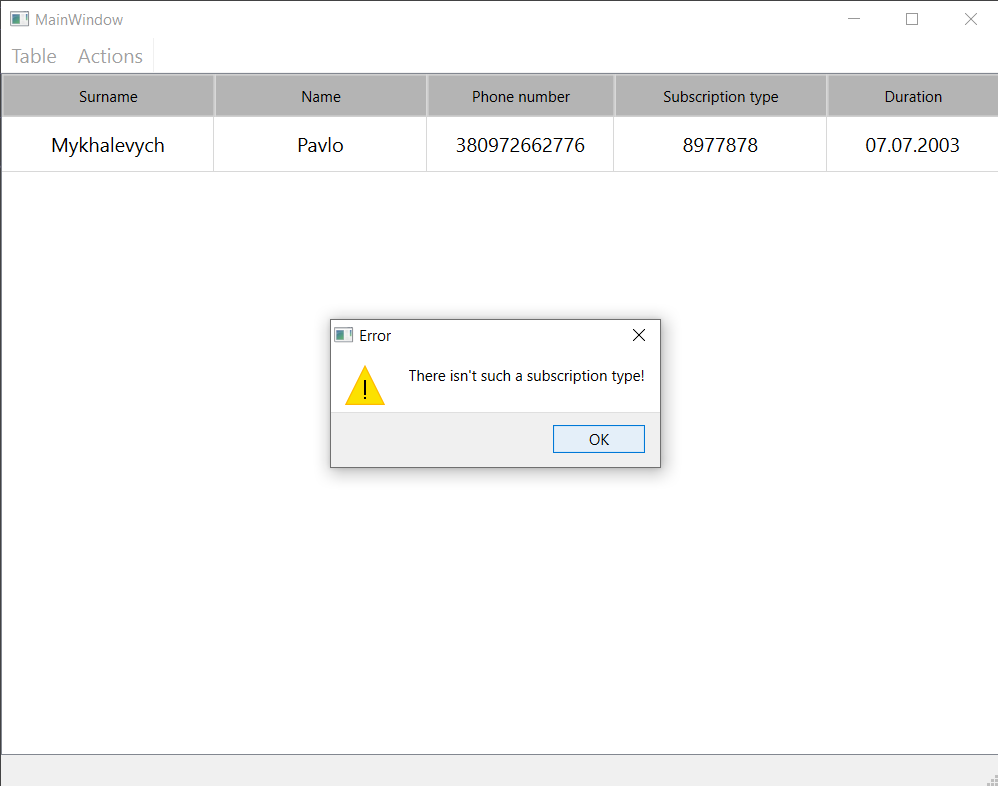 MainWindow
Table Actions
Surname Name Phone number Subscription type Duration
Mykhalevych Pavlo 380972662776 8977878 07.07.2003
Error
There isn't such a subscription type!
OK